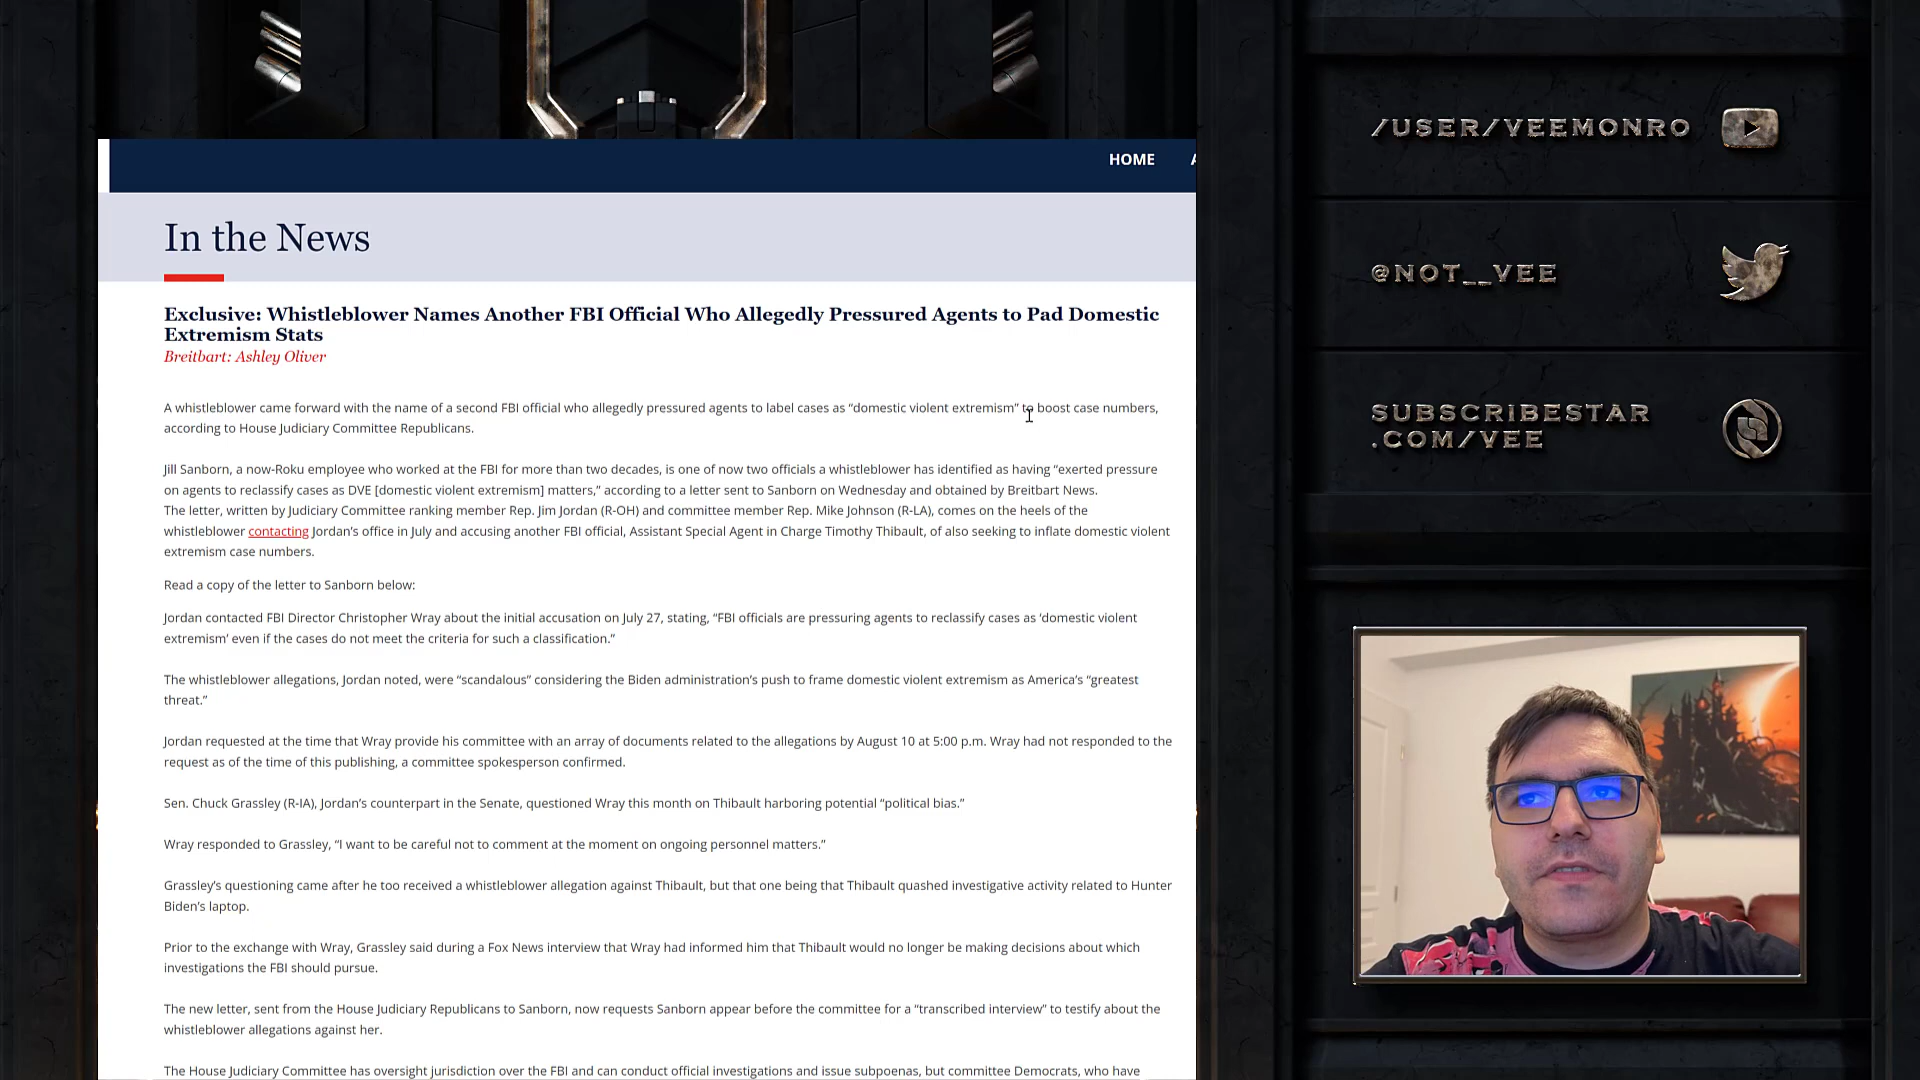 HOME
In the News
Exclusive: Whistleblower Names Another FBI Official Who Allegedly Pressured Agents to Pad Domestic
Extremism Stats
Breitbart: Ashley Oliver
A whistleblower came forward with the name of a second FBI official who allegedly pressured agents to label cases as “domestic violent extremism” to boost case numbers,
according to House Judiciary Committee Republicans.
Jill Sanborn, a now-Roku employee who worked at the FBI for more than two decades, is one of now two officials a whistleblower has identified as having “exerted pressure
on agents to reclassify cases as DVE [domestic violent extremism] matters,” according to a letter sent to Sanborn on Wednesday and obtained by Breitbart News.
The letter, written by Judiciary Committee ranking member Rep. Jim Jordan (R-OH) and committee member Rep. Mike Johnson (R-LA), comes on the heels of the
whistleblower contacting Jordan’s office in July and accusing another FBI official, Assistant Special Agent in Charge Timothy Thibault, of also seeking to inflate domestic violent
extremism case numbers.
Read a copy of the letter to Sanborn below:
Jordan contacted FBI Director Christopher Wray about the initial accusation on July 27, stating, “FBI officials are pressuring agents to reclassify cases as ‘domestic violent
extremism’ even if the cases do not meet the criteria for such a classification.”
The whistleblower allegations, Jordan noted, were “scandalous” considering the Biden administration’s push to frame domestic violent extremism as America’s “greatest
threat.”
Jordan requested at the time that Wray provide his committee with an array of documents related to the allegations by August 10 at 5:00 p.m. Wray had not responded to the
request as of the time of this publishing, a committee spokesperson confirmed.
Sen. Chuck Grassley (R-IA), Jordan’s counterpart in the Senate, questioned Wray this month on Thibault harboring potential “political bias.”
Wray responded to Grassley, “I want to be careful not to comment at the moment on ongoing personnel matters.”
Grassley’s questioning came after he too received a whistleblower allegation against Thibault, but that one being that Thibault quashed investigative activity related to Hunter
Biden’s laptop.
Prior to the exchange with Wray, Grassley said during a Fox News interview that Wray had informed him that Thibault would no longer be making decisions about which
investigations the FBI should pursue.
The new letter, sent from the House Judiciary Republicans to Sanborn, now requests Sanborn appear before the committee for a “transcribed interview” to testify about the
whistleblower allegations against her.
The House Judiciary Committee has oversight jurisdiction over the FBI and can conduct official investigations and issue subpoenas, but committee Democrats, who have
/USER/VEEMONRO
@NOT__VEE
SUBSCRIBESTAR
.COM/VEE